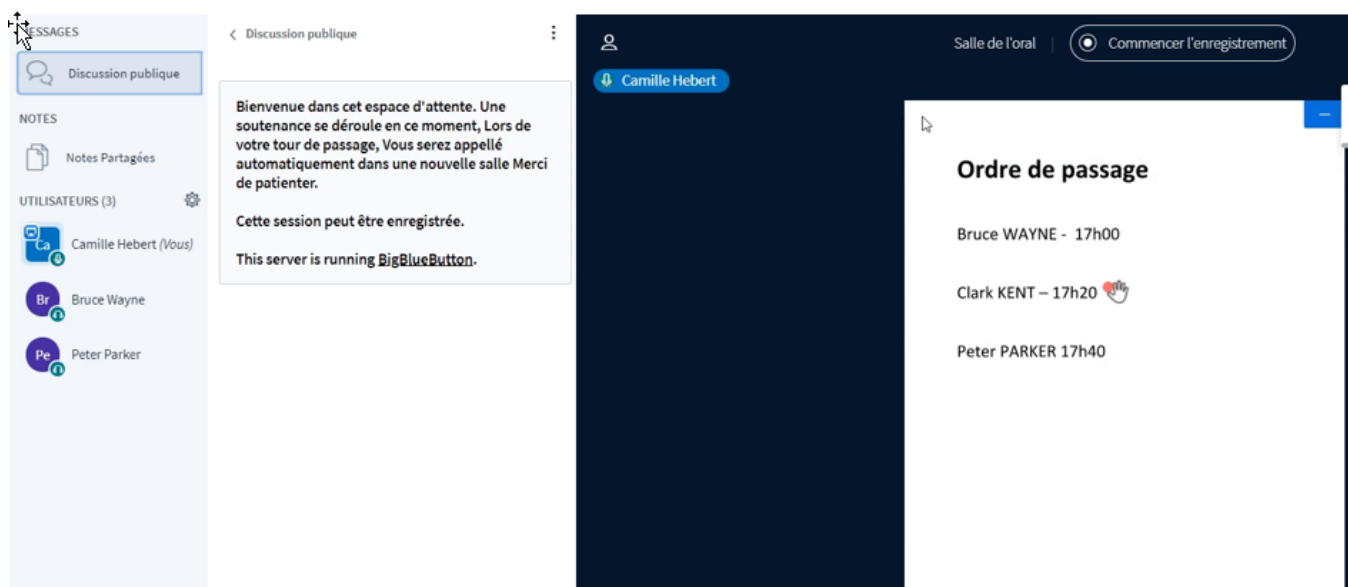 MESSAGES
Discussion publique
NOTES
Notes Partagées
UTILISATEURS (3)
Ca
Camille Hebert (Vous)
Br
Bruce Wayne
Pe
Peter Parker
Discussion publique
Bienvenue dans cet espace d'attente. Une
soutenance se déroule en ce moment, Lors de
votre tour de passage, Vous serez appellé
automatiquement dans une nouvelle salle Merci
de patienter.
Cette session peut être enregistrée.
This server is running BigBlueButton.
Salle de l'oral
Commencer l'enregistrement
Camille Hebert
Ordre de passage
Bruce WAYNE - 17h00
Clark KENT – 17h20
Peter PARKER 17h40